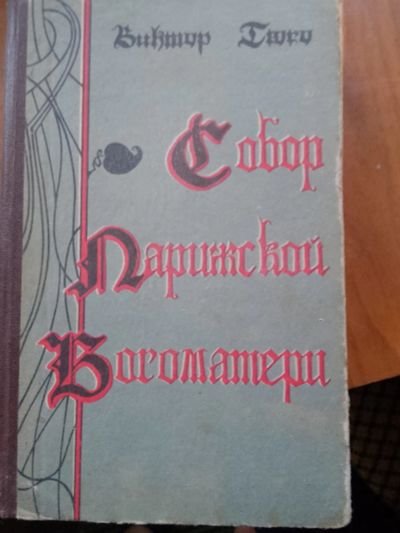 Виктор Гюго
Собор
Парижской
Богоматери